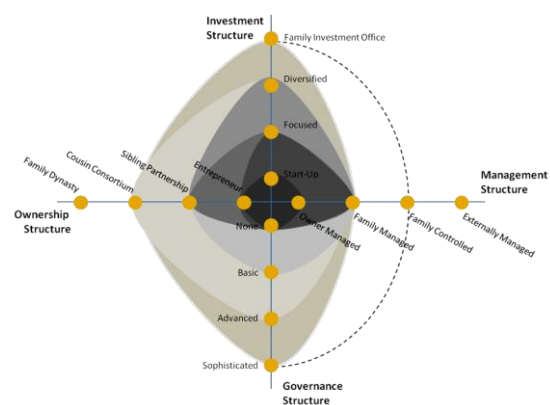 Investment
Structure
Family Investment Office
Diversified
Focused
Start-Up
Management
Structure
Family Dynasty
Cousin Consortium
Sibling Partnership
Entrepreneur
Owner Managed
Family Managed
Family Controlled
Externally Managed
Ownership
Structure
None
Basic
Advanced
Sophisticated
Governance
Structure